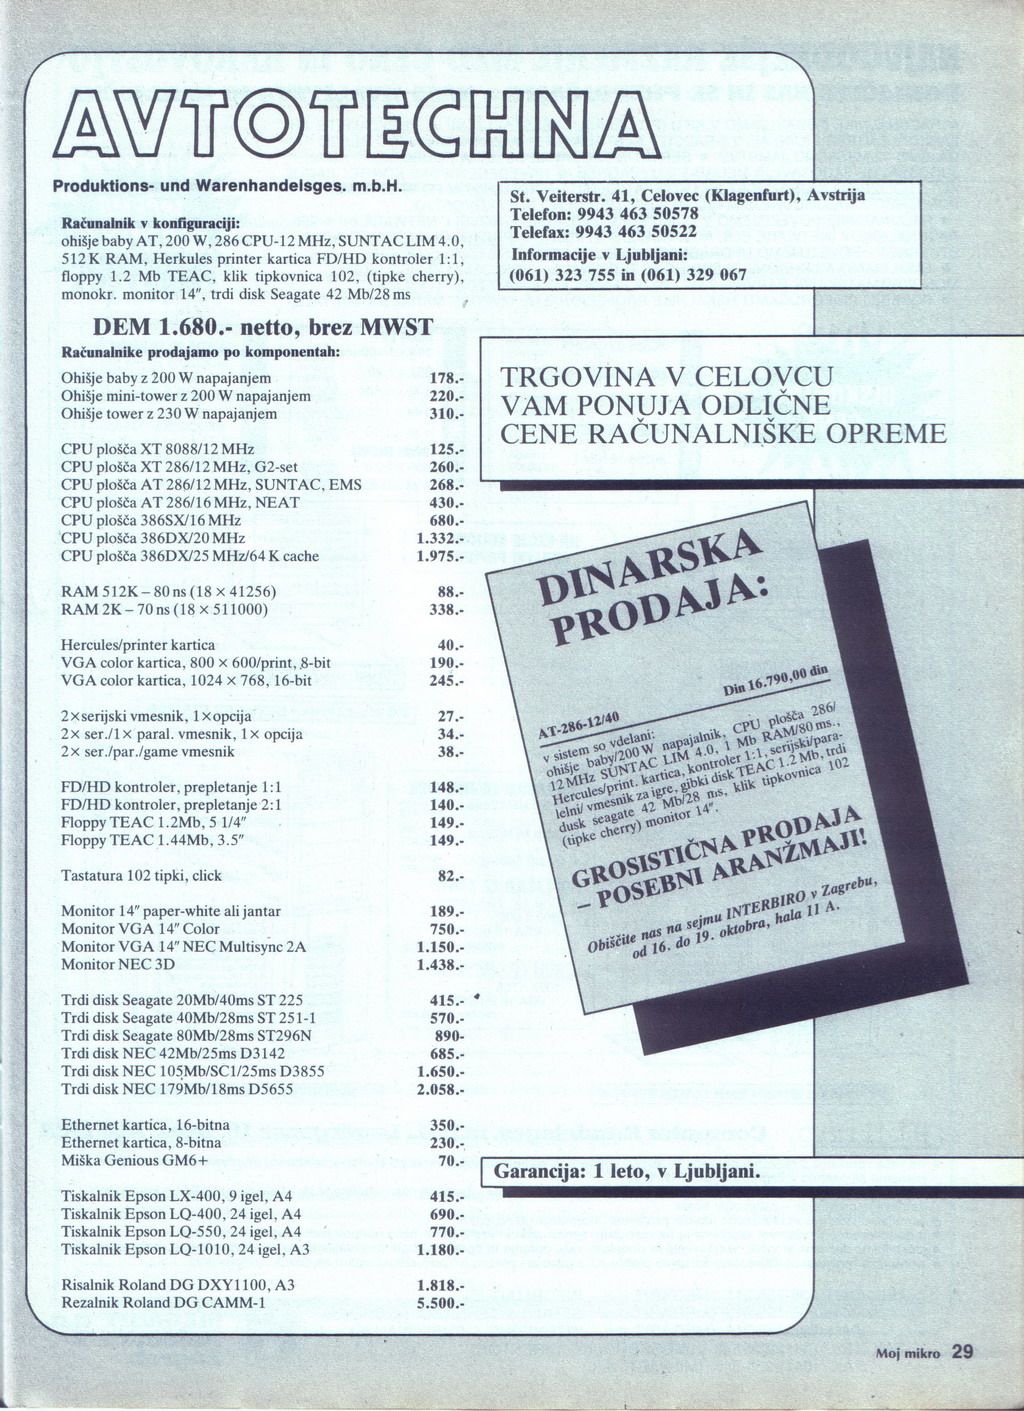 AVTOTECHNA
Produktions- und Warenhandelsges. m.b.H.
St. Veiterstr. 41, Celovec (Klagenfurt), Avstrija
Telefon: 9943 463 50578
Telefax: 9943 463 50522
Informacije v Ljubljani:
(061) 323 755 in (061) 329 067
Računalnik v konfiguraciji:
ohišje baby AT, 200 W, 286 CPU-12 MHz, SUNTAC LIM 4.0,
512 K RAM, Herkules printer kartica FD/HD kontroler 1:1,
floppy 1.2 Mb TEAC, klik tipkovnica 102, (tipke cherry),
monokr. monitor 14", trdi disk Seagate 42 Mb/28 ms
DEM 1.680.- netto, brez MWST
Računalnike prodajamo po komponentah:
Ohišje baby z 200 W napajanjem 178.-
Ohišje mini-tower z 200 W napajanjem 220.-
Ohišje tower z 230 W napajanjem 310.-
CPU plošča XT 8088/12 MHz 125.-
CPU plošča XT 286/12 MHz, G2-set 260.-
CPU plošča AT 286/12 MHz, SUNTAC, EMS 268.-
CPU plošča AT 286/16 MHz, NEAT 430.-
CPU plošča 386SX/16 MHz 680.-
CPU plošča 386DX/20 MHz 1.332.-
CPU plošča 386DX/25 MHz/64 K cache 1.975.-
RAM 512K – 80 ns (18 × 41256) 88.-
RAM 2K – 70 ns (18 × 511000) 338.-
Hercules/printer kartica 40.-
VGA color kartica, 800 × 600/print, 8-bit 190.-
VGA color kartica, 1024 × 768, 16-bit 245.-
2×serijski vmesnik, 1×opcija 27.-
2× ser./1× paral. vmesnik, 1× opcija 34.-
2× ser./par./game vmesnik 38.-
FD/HD kontroler, prepletanje 1:1 148.-
FD/HD kontroler, prepletanje 2:1 140.-
Floppy TEAC 1.2Mb, 5 1/4" 149.-
Floppy TEAC 1.44Mb, 3.5" 149.-
Tastatura 102 tipki, click 82.-
Monitor 14" paper-white ali jantar 189.-
Monitor VGA 14" Color 750.-
Monitor VGA 14" NEC Multisync 2A 1.150.-
Monitor NEC 3D 1.438.-
Trdi disk Seagate 20Mb/40ms ST 225 415.-
Trdi disk Seagate 40Mb/28ms ST 251-1 570.-
Trdi disk Seagate 80Mb/28ms ST296N 890-
Trdi disk NEC 42Mb/25ms D3142 685.-
Trdi disk NEC 105Mb/SC1/25ms D3855 1.650.-
Trdi disk NEC 179Mb/18ms D5655 2.058.-
Ethernet kartica, 16-bitna 350.-
Ethernet kartica, 8-bitna 230.-
Miška Genious GM6+ 70.-
Tiskalnik Epson LX-400, 9 igel, A4 415.-
Tiskalnik Epson LQ-400, 24 igel, A4 690.-
Tiskalnik Epson LQ-550, 24 igel, A4 770.-
Tiskalnik Epson LQ-1010, 24 igel, A3 1.180.-
Risalnik Roland DG DXY1100, A3 1.818.-
Rezalnik Roland DG CAMM-1 5.500.-
TRGOVINA V CELOVCU
VAM PONUJA ODLIČNE
CENE RAČUNALNIŠKE OPREME
DINARSKA
PRODAJA:
Din 16.790,00 din
AT-286-12/40
v sistem so vdelani:
ohišje baby/200 W napajalnik, CPU plošča 286/
12 MHz SUNTAC LIM 4.0, 1 Mb RAM/80 ms.,
Hercules/print. kartica, kontroler 1:1, serijski/para-
lelni/ vmesnik za igre, gibki disk TEAC 1.2 Mb, trdi
dusk seagate 42 Mb/28 ms, klik tipkovnica 102
(tipke cherry) monitor 14".
GROSISTIČNA PRODAJA
– POSEBNI ARANŽMAJI!
Obiščite nas na sejmu INTERBIRO v Zagrebu,
od 16. do 19. oktobra, hala 11 A.
Garancija: 1 leto, v Ljubljani.
Moj mikro 29